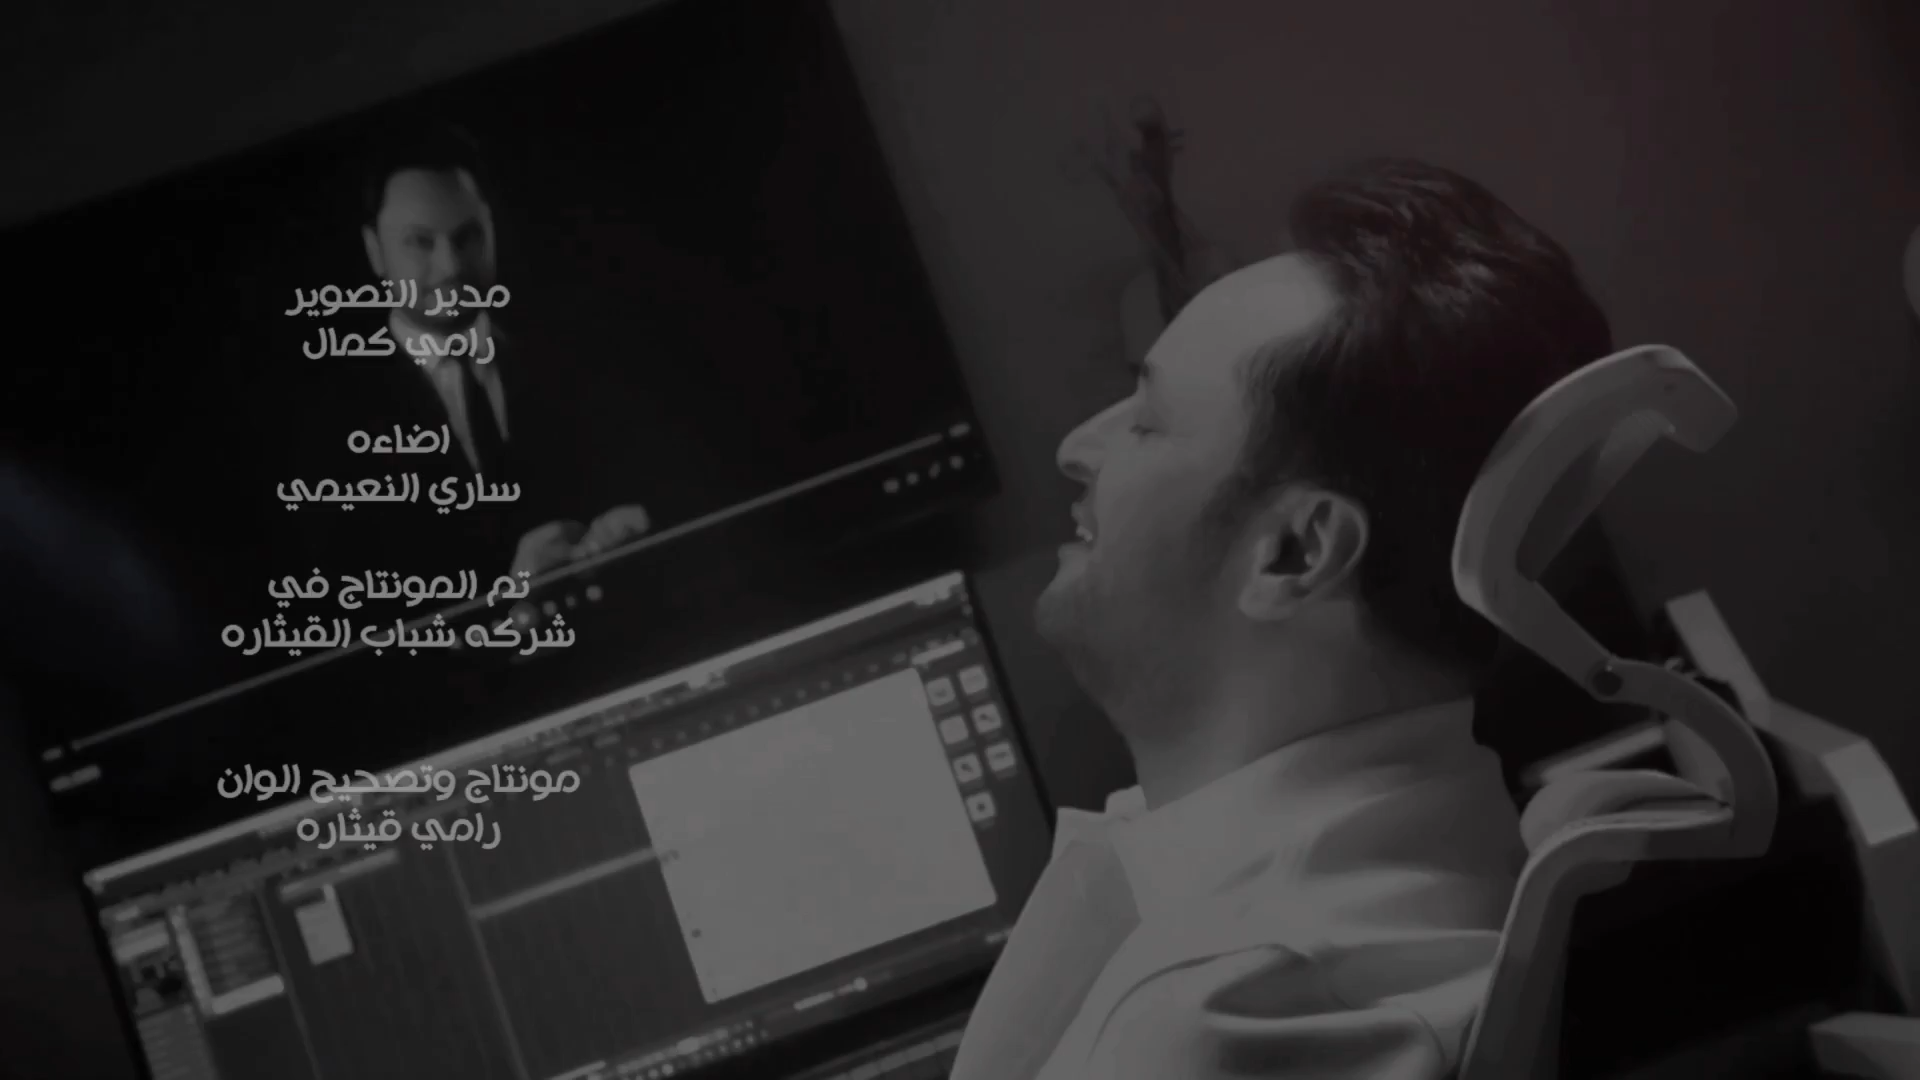 مدير التصوير
رامي كمال
اضاءه
ساري النعيمي
تم المونتاج في
شركه شباب القيثاره
مونتاج وتصحيح الوان
رامي قيثاره